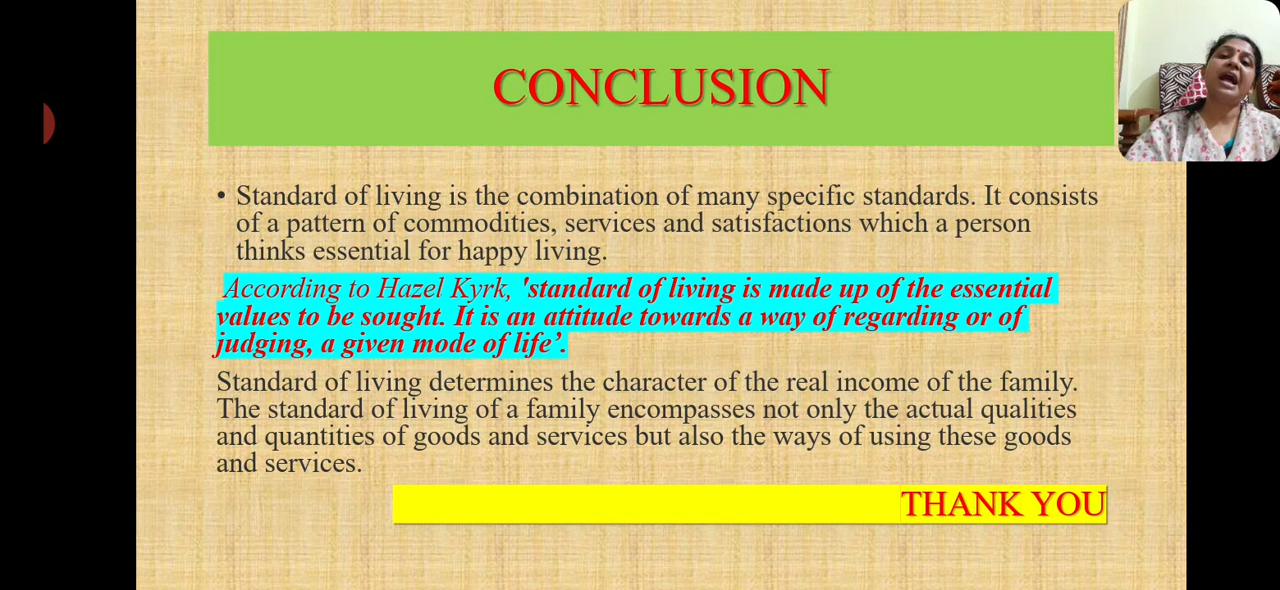 CONCLUSION
• Standard of living is the combination of many specific standards. It consists
of a pattern of commodities, services and satisfactions which a person
thinks essential for happy living.
According to Hazel Kyrk, 'standard of living is made up of the essential
values to be sought. It is an attitude towards a way of regarding or of
judging, a given mode of life’.
Standard of living determines the character of the real income of the family.
The standard of living of a family encompasses not only the actual qualities
and quantities of goods and services but also the ways of using these goods
and services.
THANK YOU